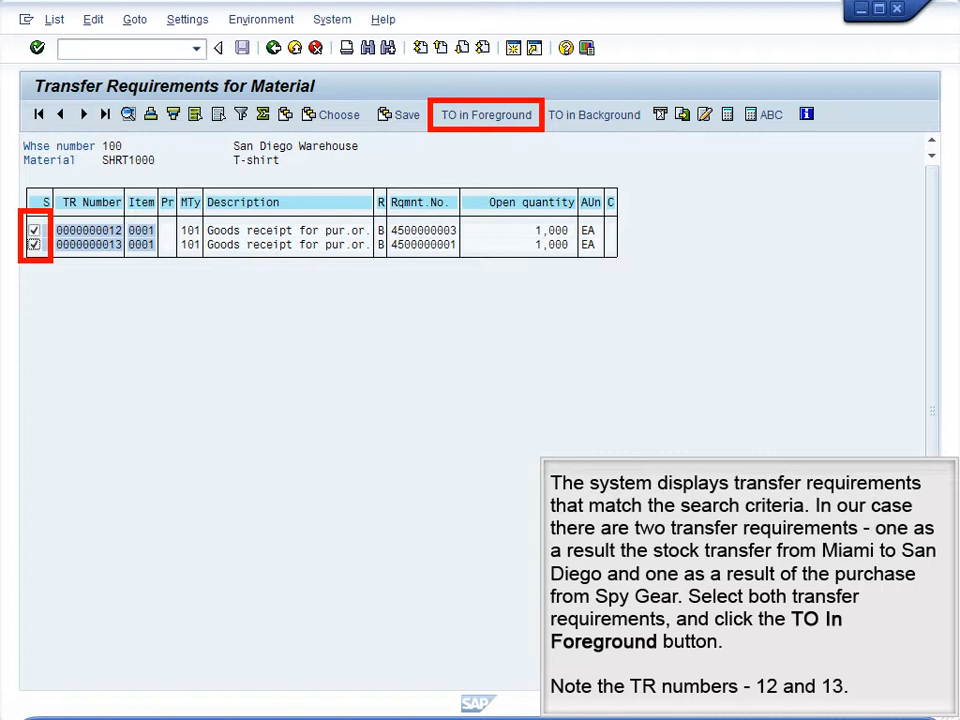 List Edit Goto Settings Environment System Help
Transfer Requirements for Material
Choose Save TO in Foreground TO in Background ABC
Whse number 100 San Diego Warehouse
Material SHRT1000 T-shirt
S TR Number Item Pr MTy Description R Rqmnt.No. Open quantity AUn C
0000000012 0001 101 Goods receipt for pur.or. B 4500000003 1,000 EA
0000000013 0001 101 Goods receipt for pur.or. B 4500000001 1,000 EA
The system displays transfer requirements
that match the search criteria. In our case
there are two transfer requirements - one as
a result the stock transfer from Miami to San
Diego and one as a result of the purchase
from Spy Gear. Select both transfer
requirements, and click the TO In
Foreground button.
Note the TR numbers - 12 and 13.
SAP